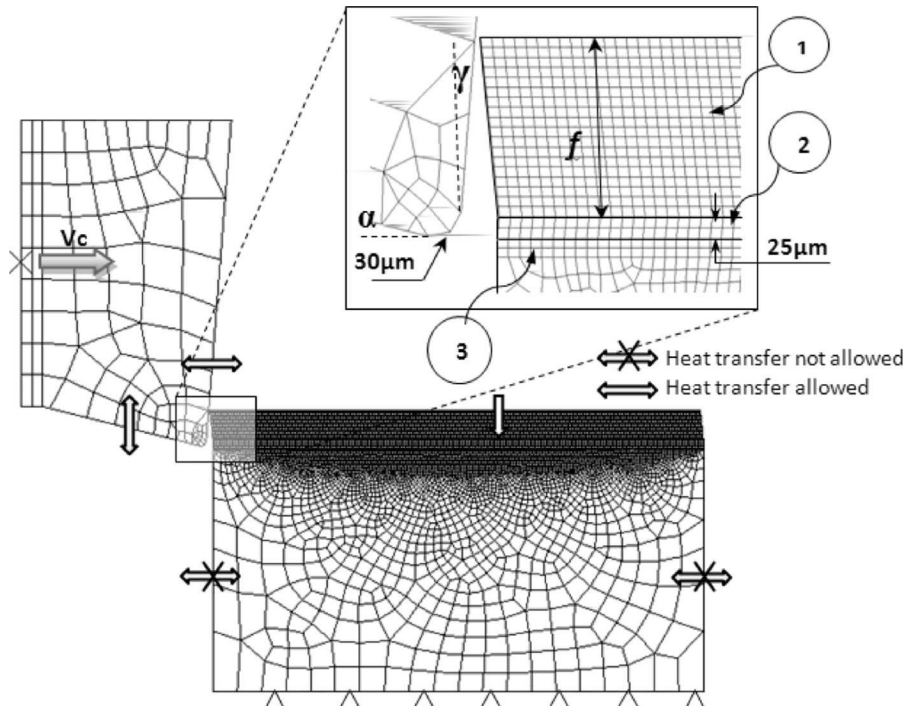 1
γ
2
f
α
Vc
30μm
25μm
3
Heat transfer not allowed
Heat transfer allowed